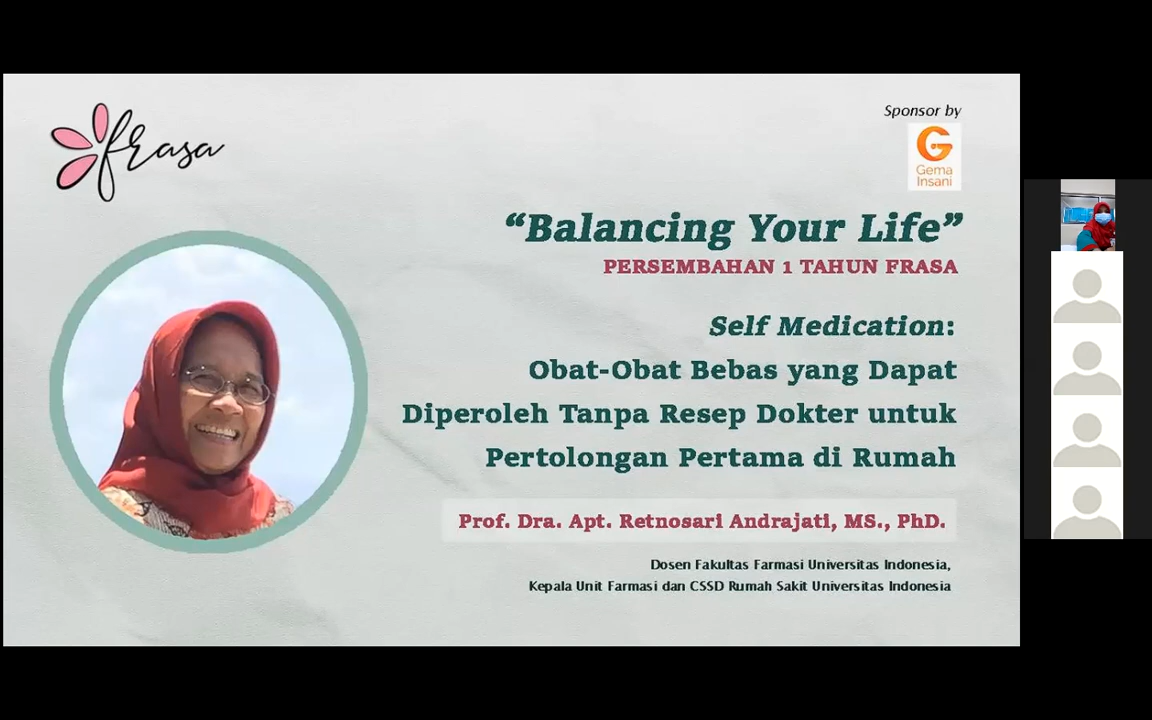 frasa
Sponsor by
Gema
Insani
“Balancing Your Life”
PERSEMBAHAN 1 TAHUN FRASA
Self Medication:
Obat-Obat Bebas yang Dapat
Diperoleh Tanpa Resep Dokter untuk
Pertolongan Pertama di Rumah
Prof. Dra. Apt. Retnosari Andrajati, MS., PhD.
Dosen Fakultas Farmasi Universitas Indonesia,
Kepala Unit Farmasi dan CSSD Rumah Sakit Universitas Indonesia